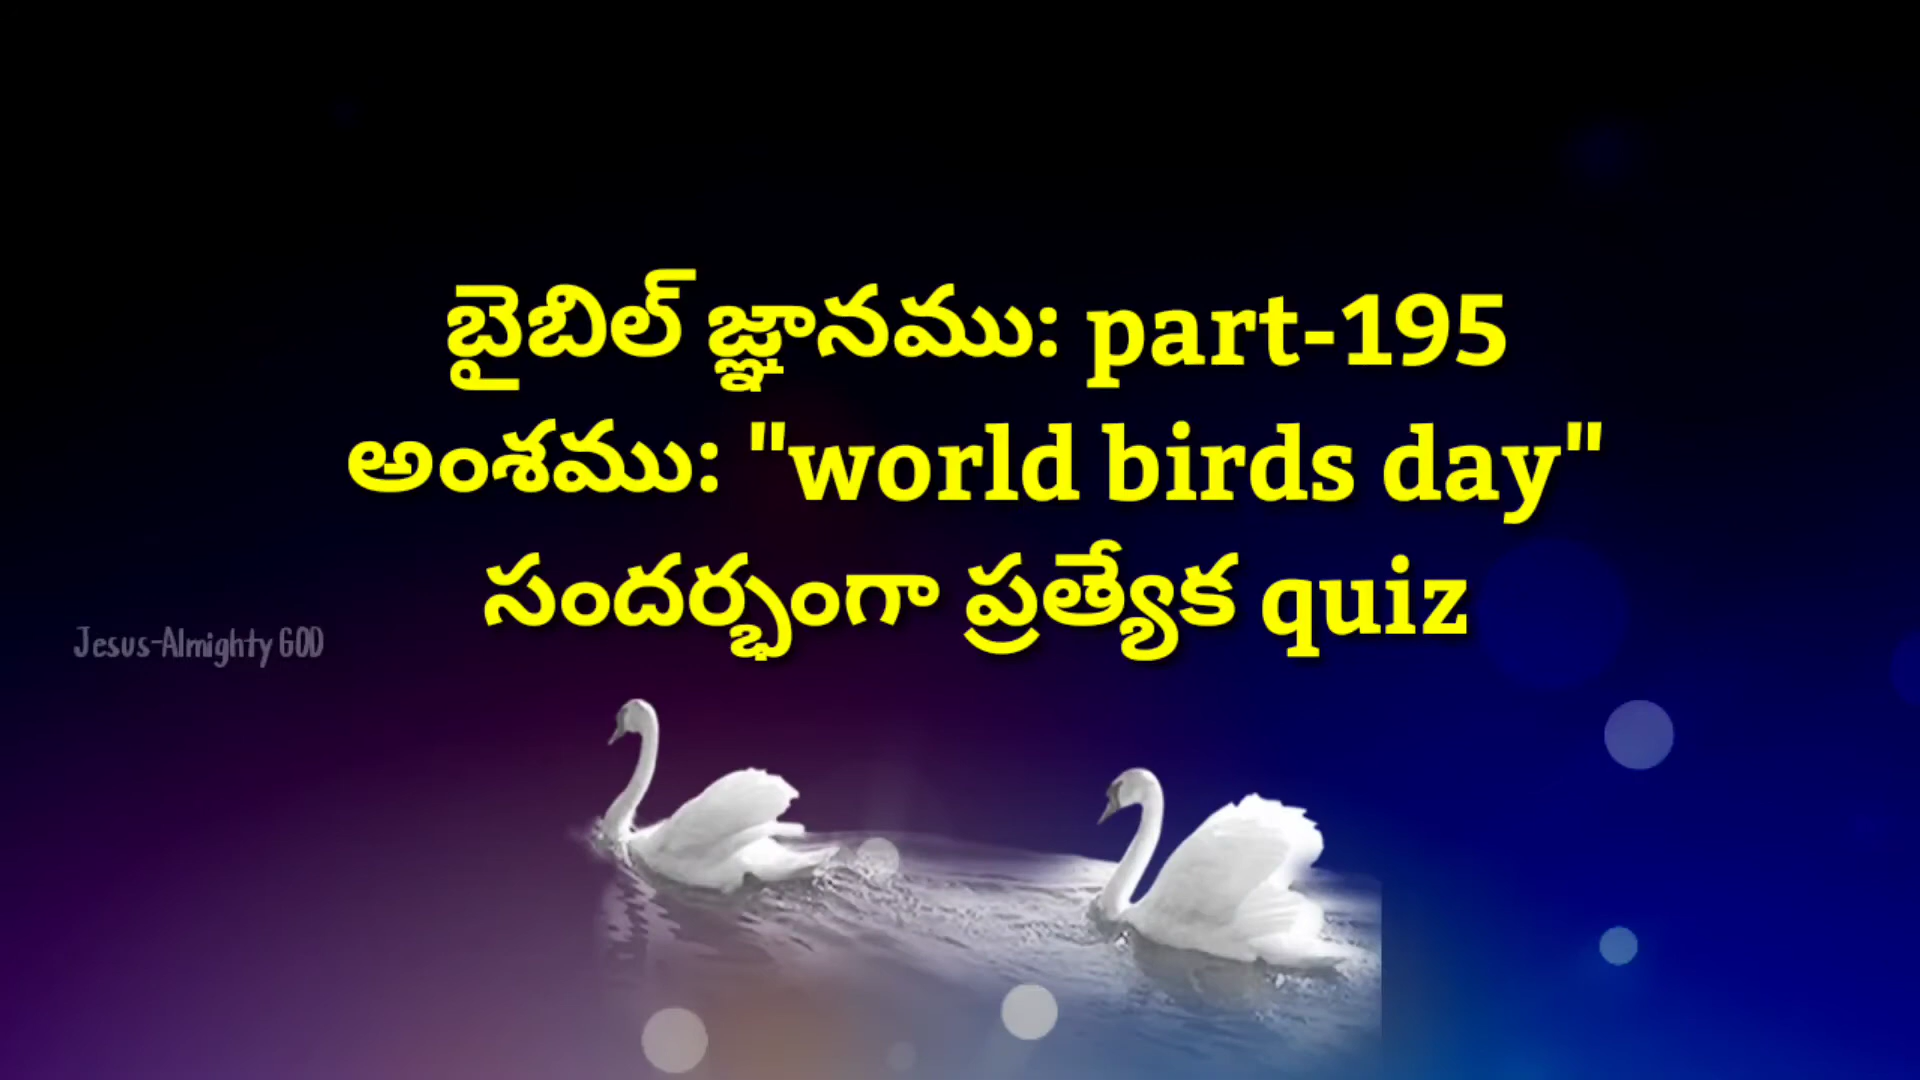 బైబిల్ జ్ఞానము: part-195
అంశము: "world birds day"
సందర్భంగా ప్రత్యేక quiz
Jesus-Almighty GOD